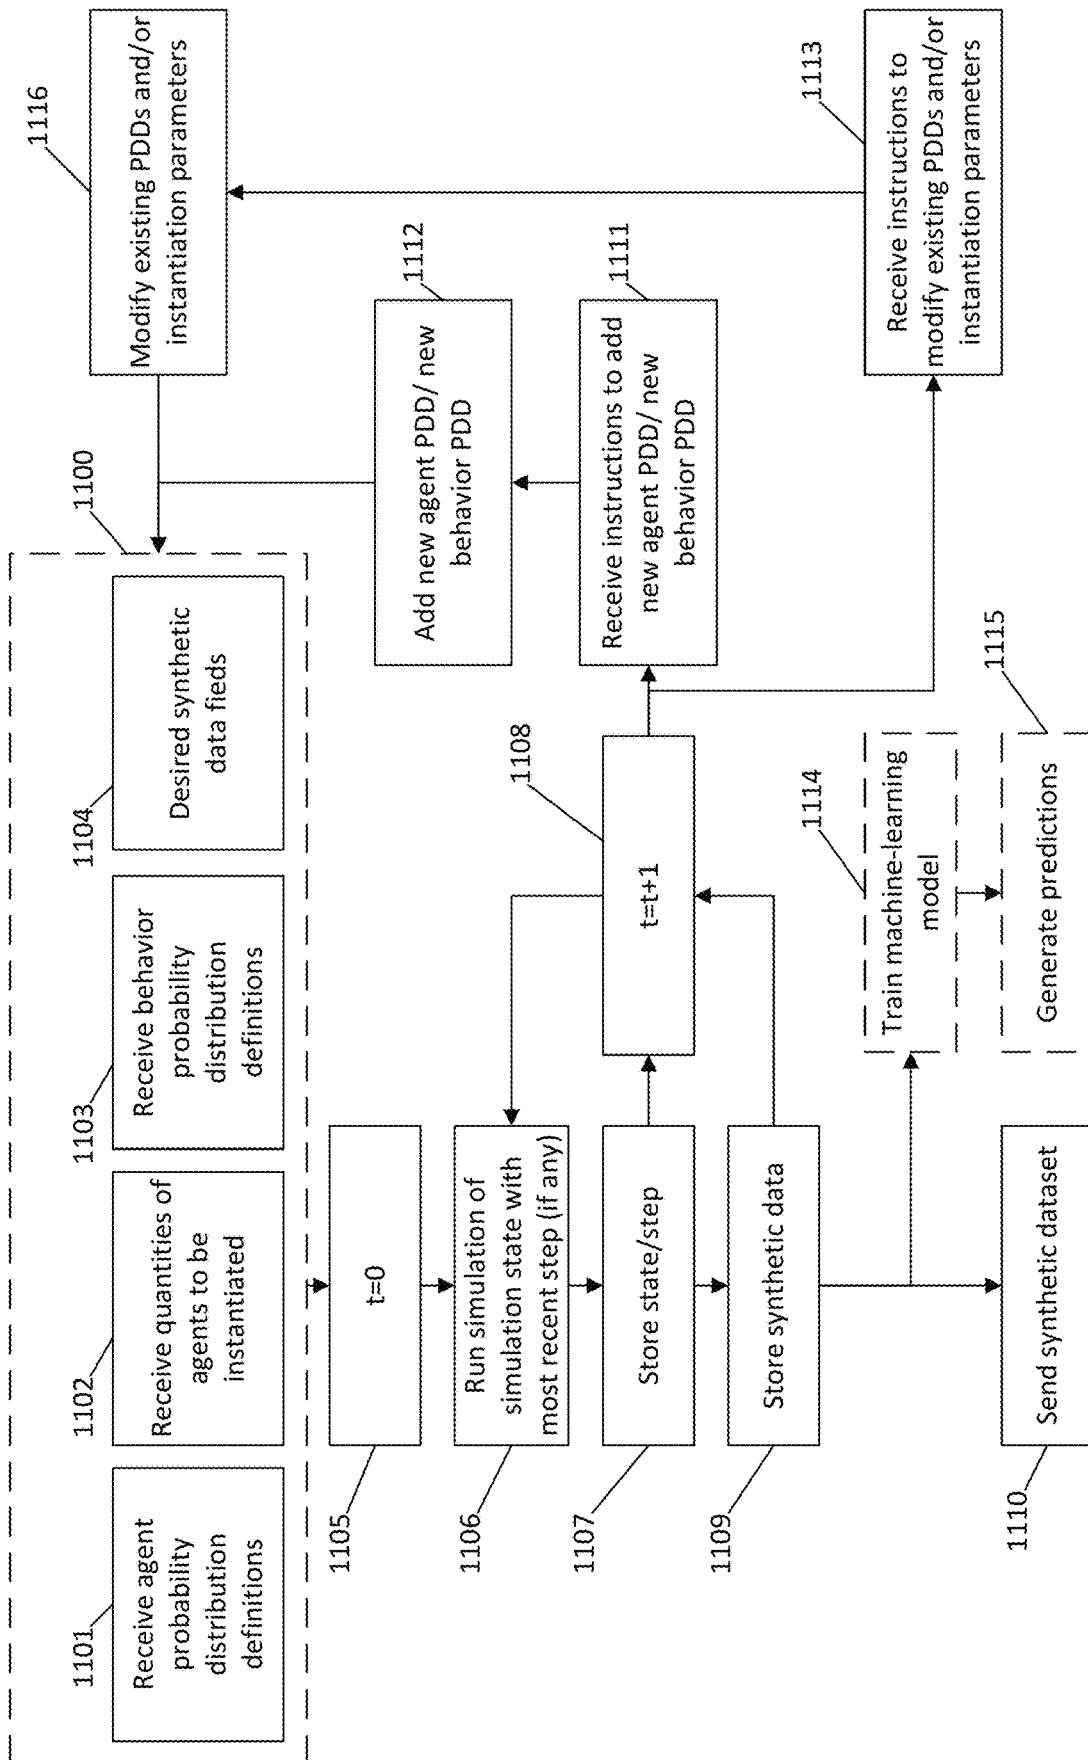 1100
1101
Receive agent
probability
distribution
definitions
1102
Receive quantities of
agents to be
instantiated
1103
Receive behavior
probability
distribution
definitions
1104
Desired synthetic
data fieds
1116
Modify existing PDDs and/or
instantiation parameters
1105
t=0
1112
Add new agent PDD/ new
behavior PDD
1106
Run simulation of
simulation state with
most recent step (if any)
1107
Store state/step
1108
t=t+1
1111
Receive instructions to add
new agent PDD/ new
behavior PDD
1109
Store synthetic data
1114
Train machine-learning
model
1113
Receive instructions to
modify existing PDDs and/or
instantiation parameters
1110
Send synthetic dataset
1115
Generate predictions